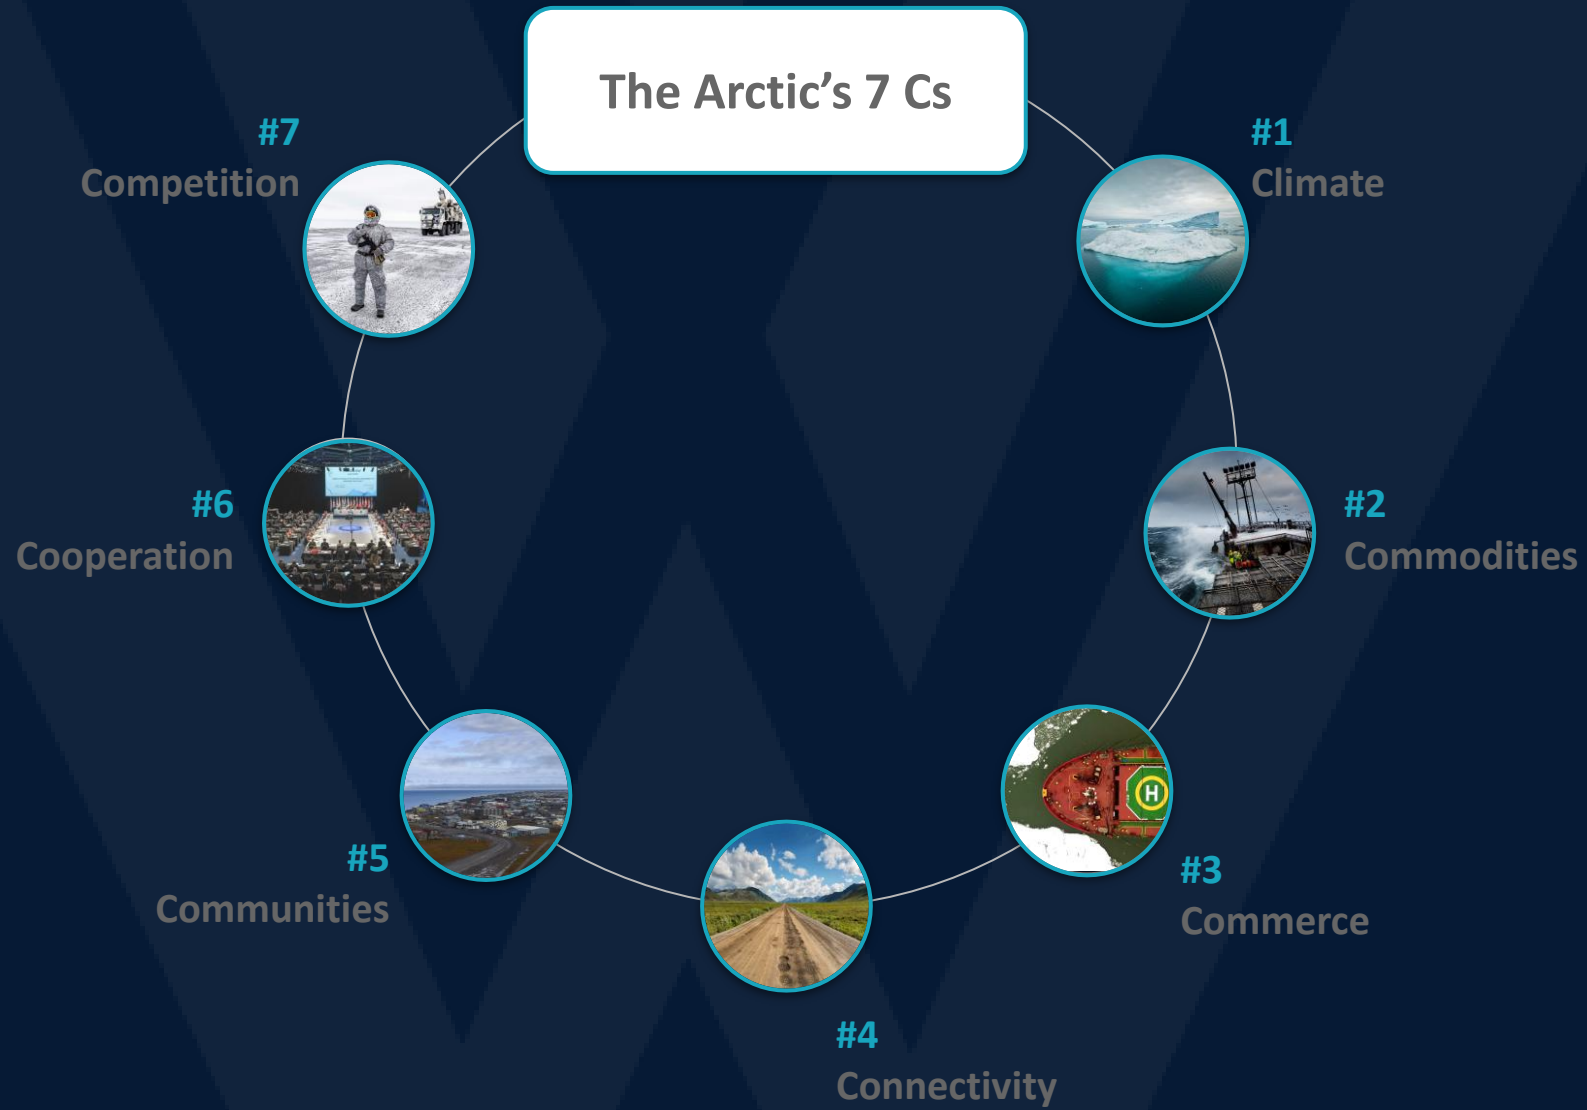 The Arctic's 7 Cs
#1
Climate
#2
Commodities
#3
Commerce
H
#4
Connectivity
#5
Communities
#6
Cooperation
#7
Competition